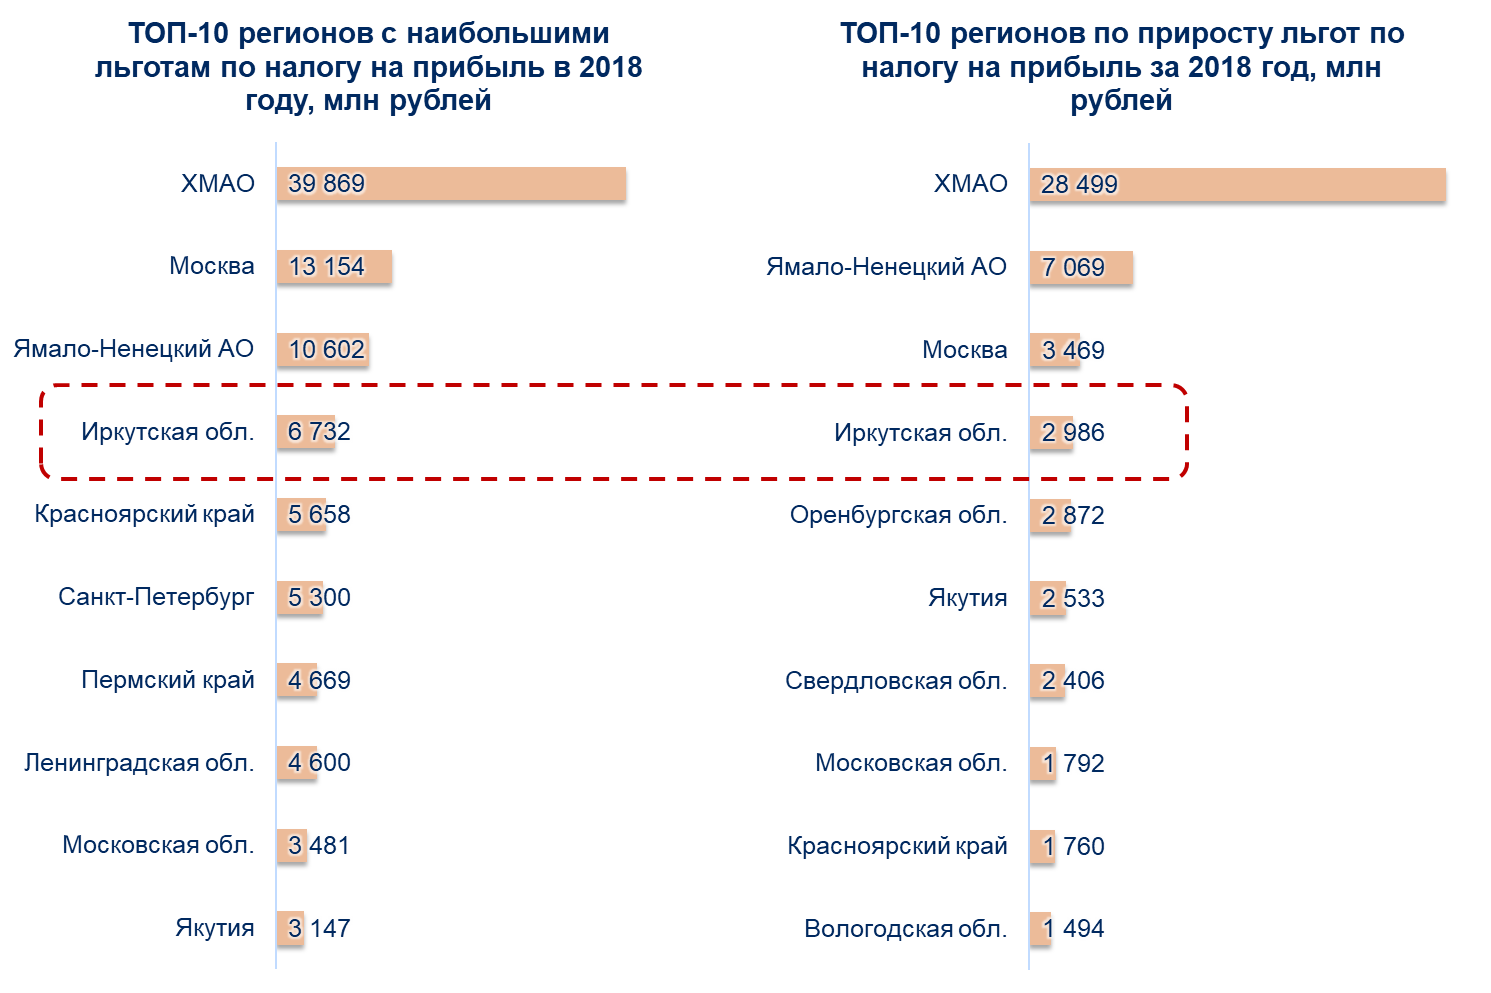 ТОП-10 регионов с наибольшими
льготам по налогу на прибыль в 2018
году, млн рублей
ХМАО 39 869
Москва 13 154
Ямало-Ненецкий АО 10 602
Иркутская обл. 6 732
Красноярский край 5 658
Санкт-Петербург 5 300
Пермский край 4 669
Ленинградская обл. 4 600
Московская обл. 3 481
Якутия 3 147
ТОП-10 регионов по приросту льгот по
налогу на прибыль за 2018 год, млн
рублей
ХМАО 28 499
Ямало-Ненецкий АО 7 069
Москва 3 469
Иркутская обл. 2 986
Оренбургская обл. 2 872
Якутия 2 533
Свердловская обл. 2 406
Московская обл. 1 792
Красноярский край 1 760
Вологодская обл. 1 494